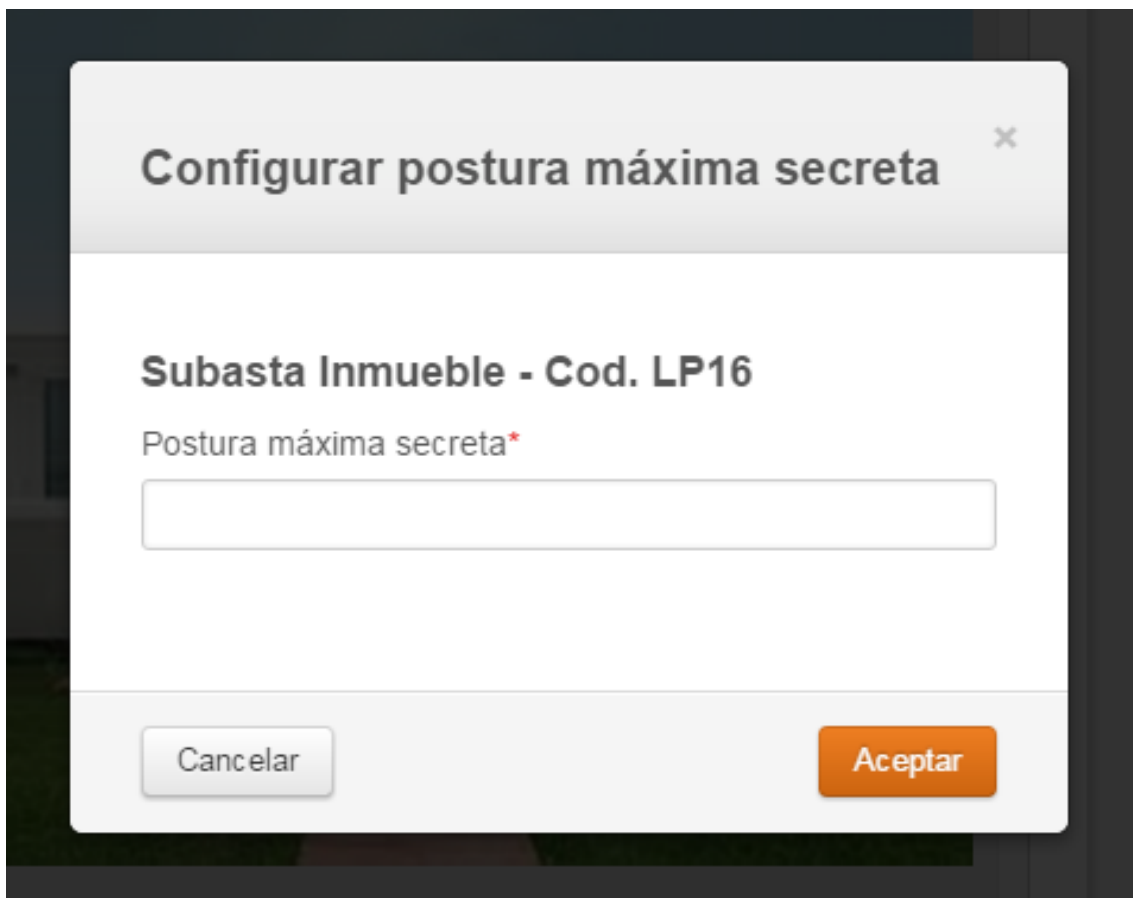 Configurar postura máxima secreta
×
Subasta Inmueble - Cod. LP16
Postura máxima secreta*
Cancelar
Aceptar